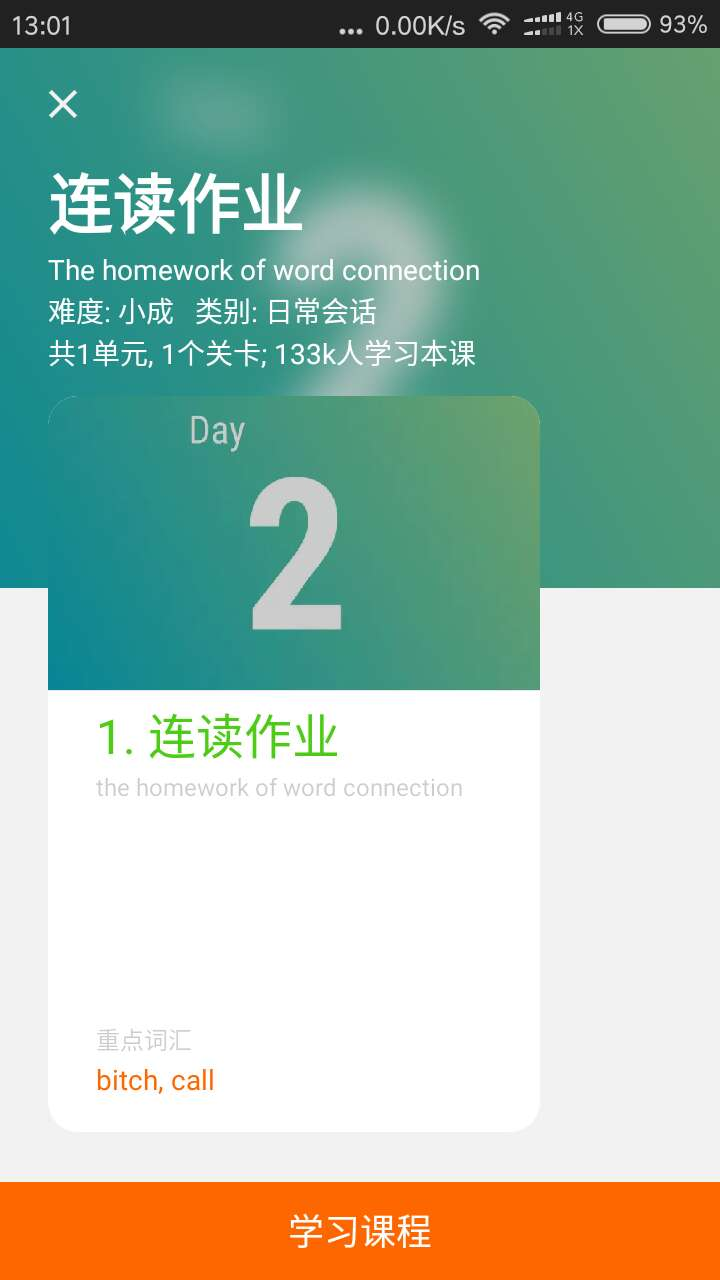 13:01 ... 0.00K/s 4G 1X 93%
连读作业
The homework of word connection
难度: 小成 类别: 日常会话
共1单元, 1个关卡; 133k人学习本课
Day
2
1. 连读作业
the homework of word connection
重点词汇
bitch, call
学习课程